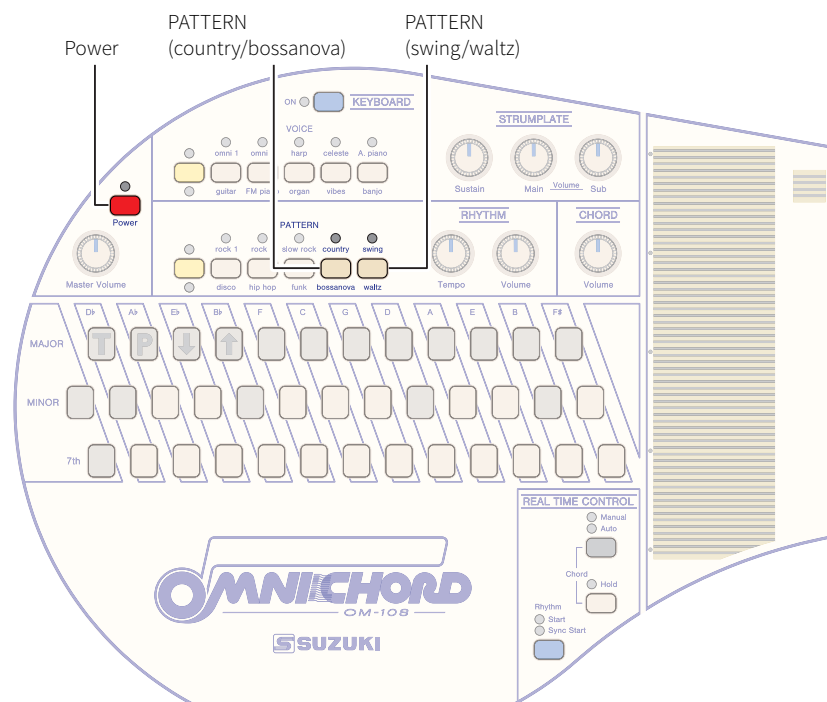 PATTERN
(country/bossanova)
PATTERN
(swing/waltz)
Power
ON
KEYBOARD
VOICE
omni 1
omni
harp
celeste
A. piano
guitar
FM pia
organ
vibes
banjo
STRUMPLATE
Sustain
Main
Volume
Sub
Power
Master Volume
PATTERN
rock 1
rock
slow rock
country
swing
disco
hip hop
funk
bossanova
waltz
RHYTHM
Tempo
Volume
CHORD
Volume
D♭
A♭
E♭
B♭
F
C
G
D
A
E
B
F#
MAJOR
T
P
↓
↑
MINOR
7th
REAL TIME CONTROL
Manual
Auto
Chord
Hold
Rhythm
Start
Sync Start
OMNICHORD
OM-108
SUZUKI